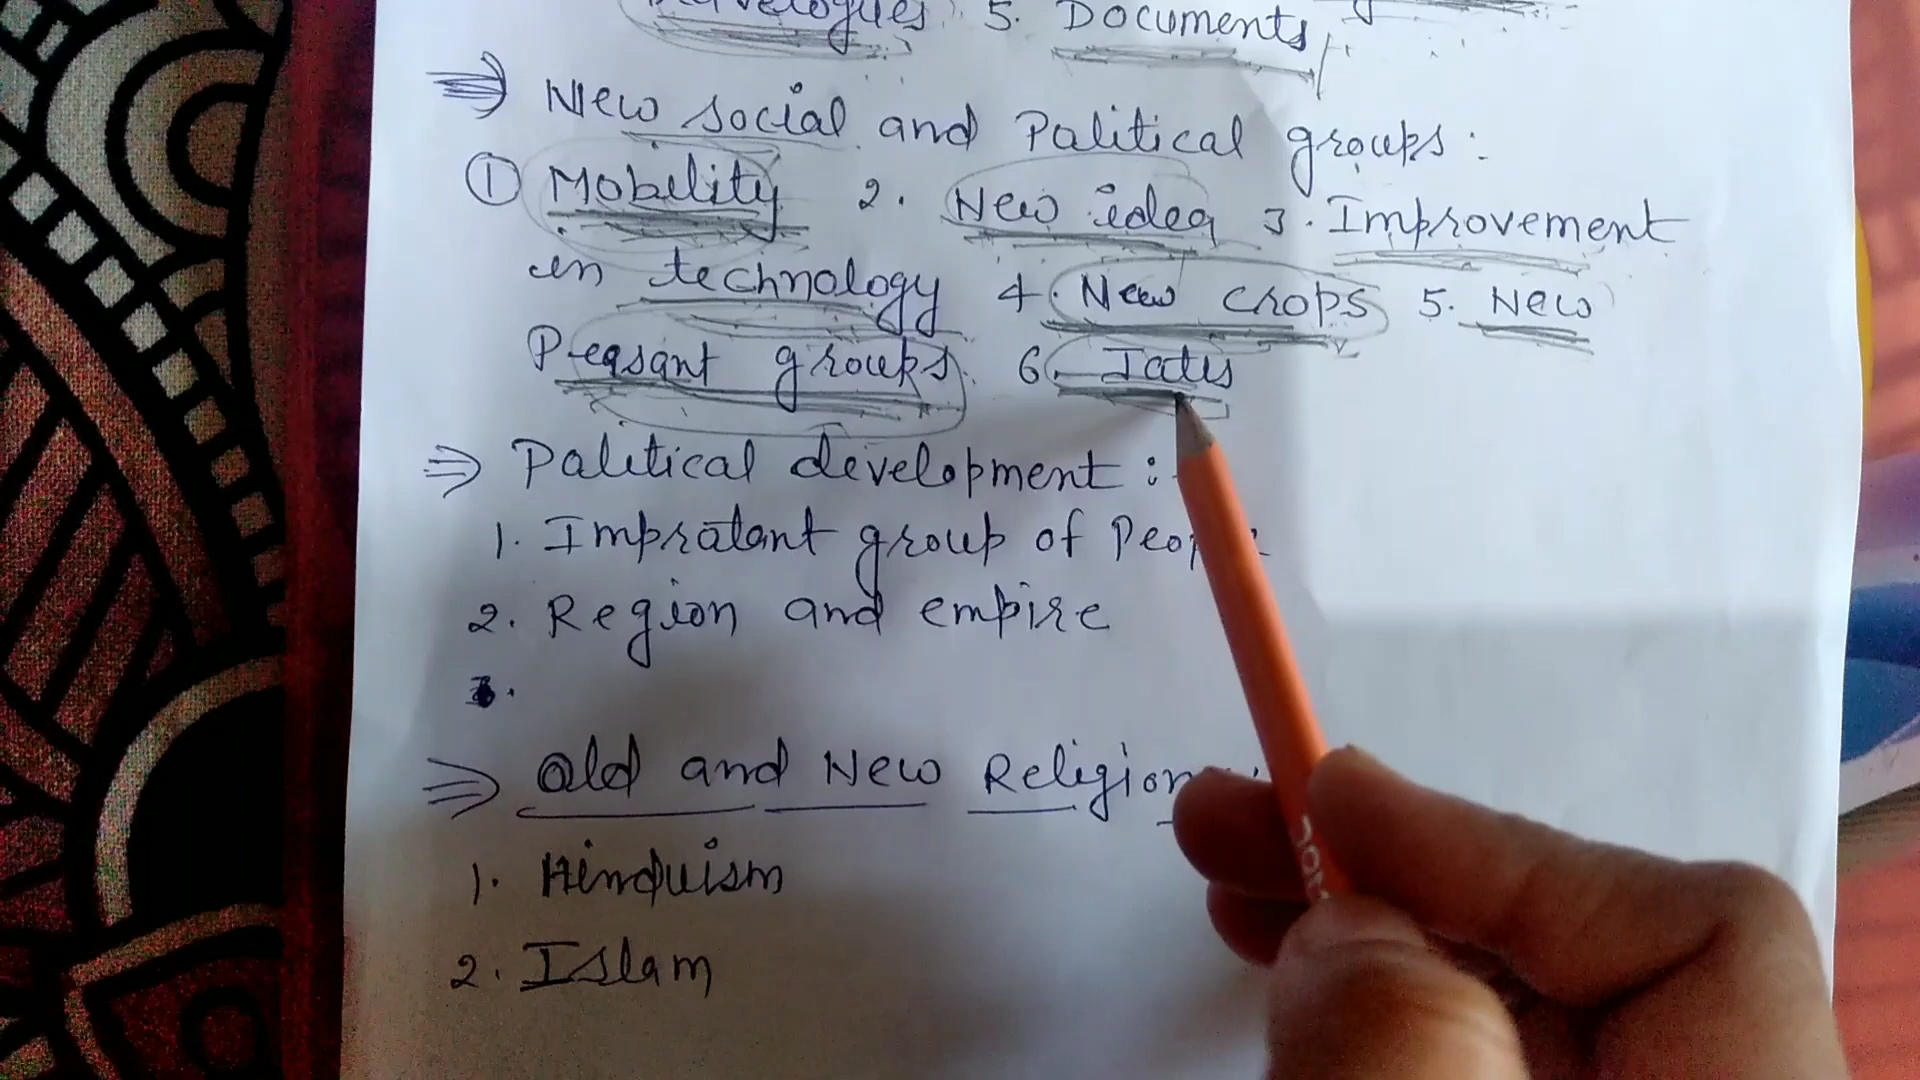 Travelogues 5. Documents
⇒ New social and Palitical groups:
① Mobility 2. New idea 3. Improvement
in technology 4. New crops 5. New
Peasant groups. 6. Jatis
⇒ Palitical development:
1. Impratant group of
2. Region and empire
⇒ Old and New Religion
1. Hinduism
2. Islam